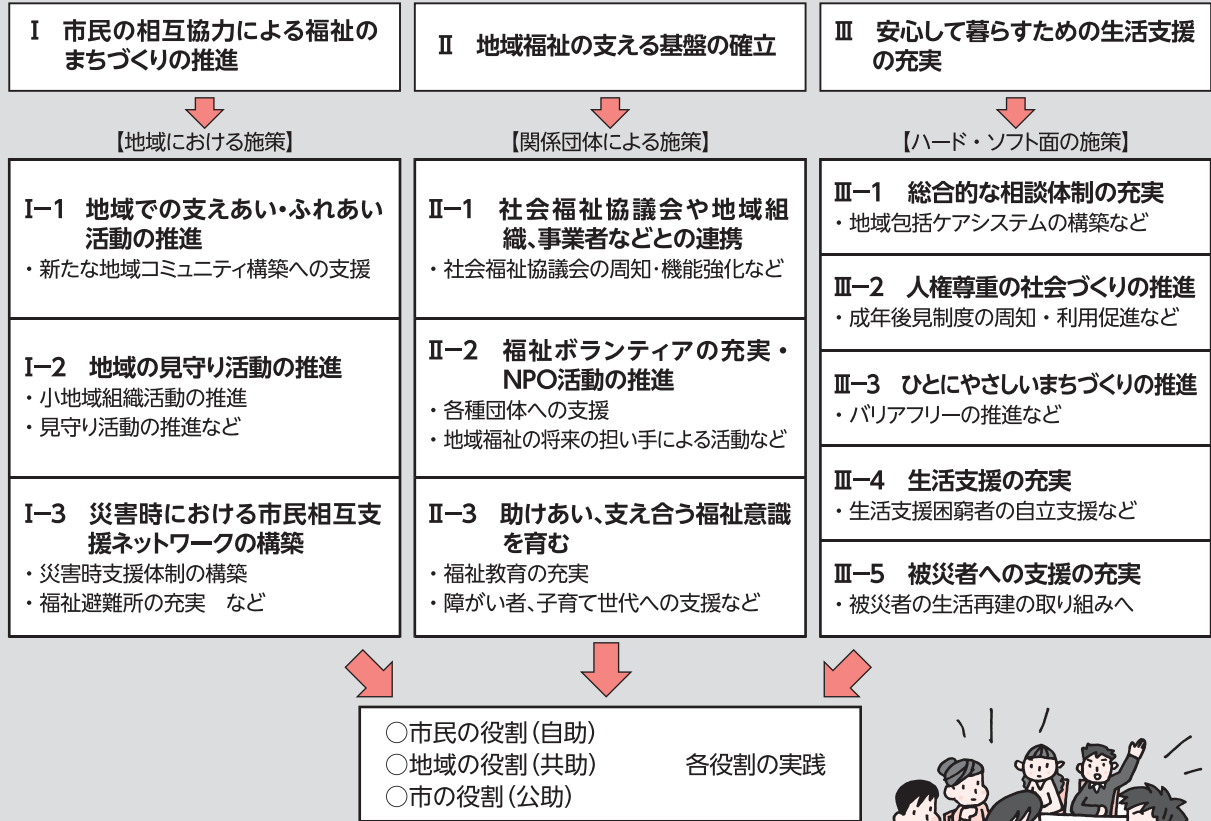 Ⅰ 市民の相互協力による福祉の
まちづくりの推進
【地域における施策】
Ⅰ−1 地域での支えあい・ふれあい
活動の推進
・新たな地域コミュニティ構築への支援
Ⅰ−2 地域の見守り活動の推進
・小地域組織活動の推進
・見守り活動の推進など
Ⅰ−3 災害時における市民相互支
援ネットワークの構築
・災害時支援体制の構築
・福祉避難所の充実 など
Ⅱ 地域福祉の支える基盤の確立
【関係団体による施策】
Ⅱ−1 社会福祉協議会や地域組
織、事業者などとの連携
・社会福祉協議会の周知・機能強化など
Ⅱ−2 福祉ボランティアの充実・
NPO活動の推進
・各種団体への支援
・地域福祉の将来の担い手による活動など
Ⅱ−3 助けあい、支え合う福祉意識
を育む
・福祉教育の充実
・障がい者、子育て世代への支援など
Ⅲ 安心して暮らすための生活支援
の充実
【ハード・ソフト面の施策】
Ⅲ−1 総合的な相談体制の充実
・地域包括ケアシステムの構築など
Ⅲ−2 人権尊重の社会づくりの推進
・成年後見制度の周知・利用促進など
Ⅲ−3 ひとにやさしいまちづくりの推進
・バリアフリーの推進など
Ⅲ−4 生活支援の充実
・生活支援困窮者の自立支援など
Ⅲ−5 被災者への支援の充実
・被災者の生活再建の取り組みへ
○市民の役割(自助)
○地域の役割(共助) 各役割の実践
○市の役割(公助)